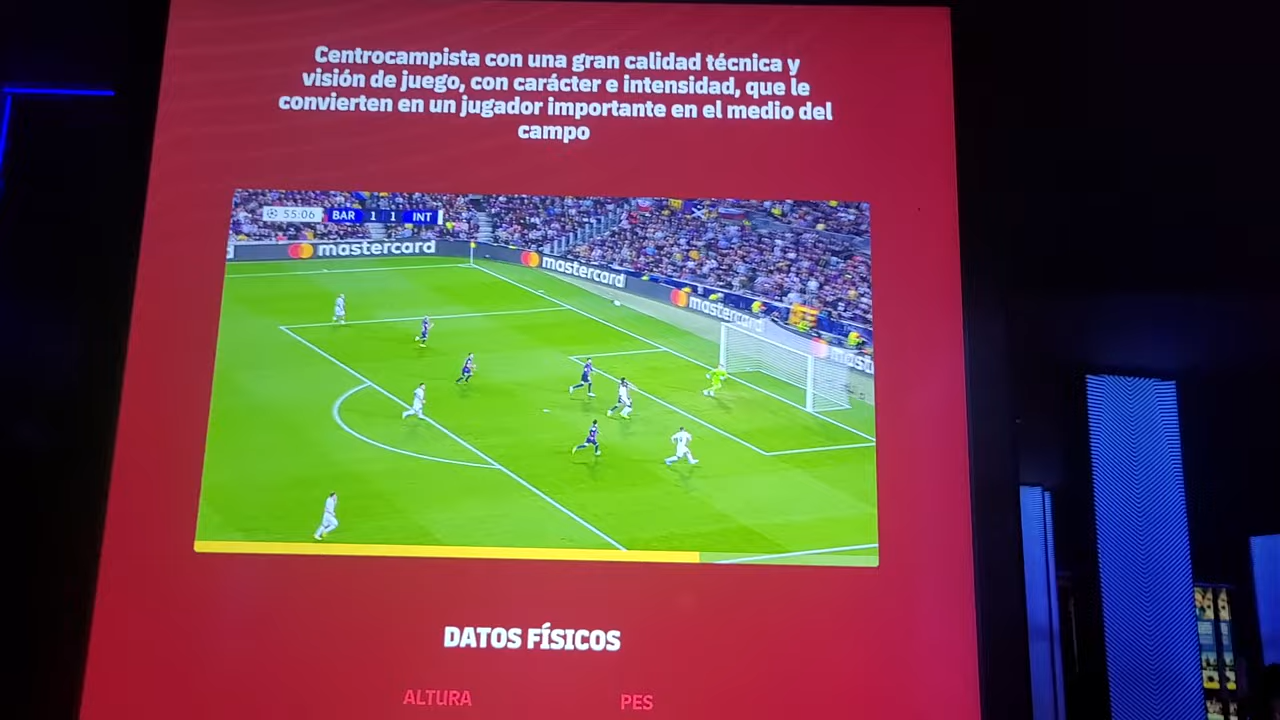 Centrocampista con una gran calidad técnica y
visión de juego, con carácter e intensidad, que le
convierten en un jugador importante en el medio del
campo
55:06 BAR 1 1 INT
mastercard
mastercard
mastercard
DATOS FÍSICOS
ALTURA PES